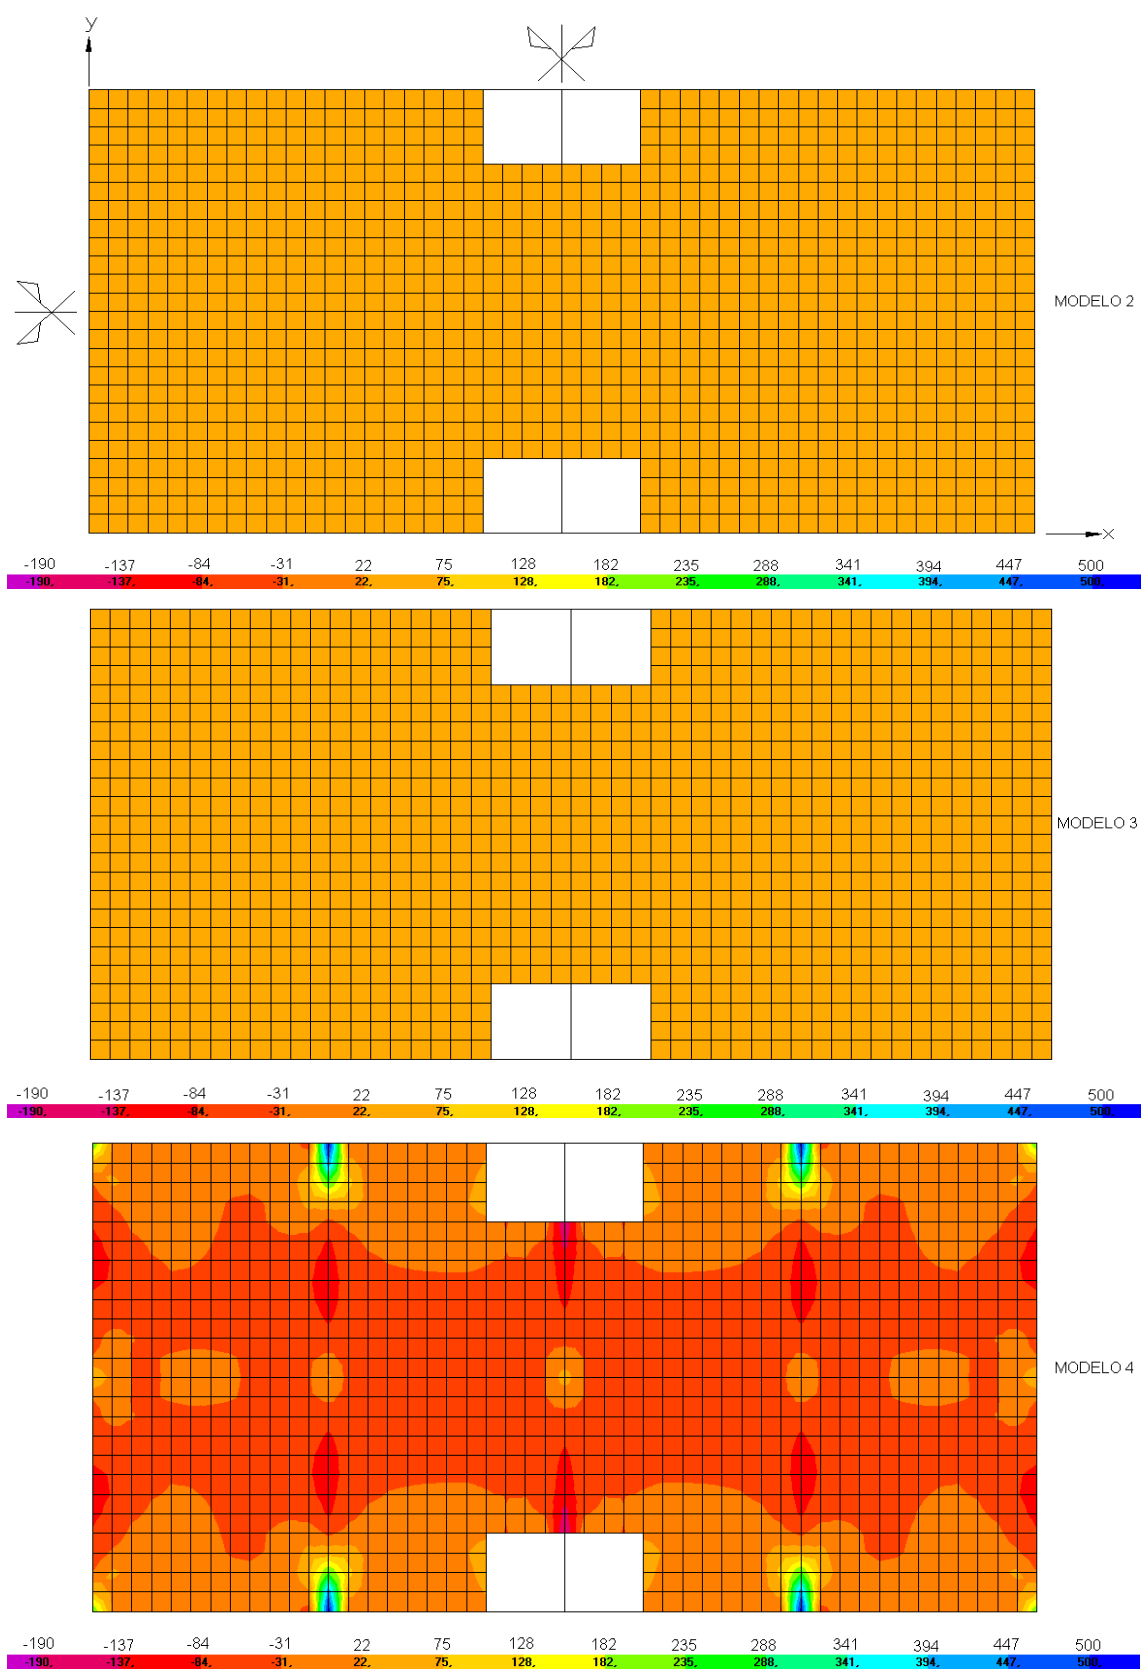 y
MODELO 2
x
-190 -137 -84 -31 22 75 128 182 235 288 341 394 447 500
-190, -137, -84, -31, 22, 75, 128, 182, 235, 288, 341, 394, 447, 500,
MODELO 3
-190 -137 -84 -31 22 75 128 182 235 288 341 394 447 500
-190, -137, -84, -31, 22, 75, 128, 182, 235, 288, 341, 394, 447, 500,
MODELO 4
-190 -137 -84 -31 22 75 128 182 235 288 341 394 447 500
-190, -137, -84, -31, 22, 75, 128, 182, 235, 288, 341, 394, 447, 500,